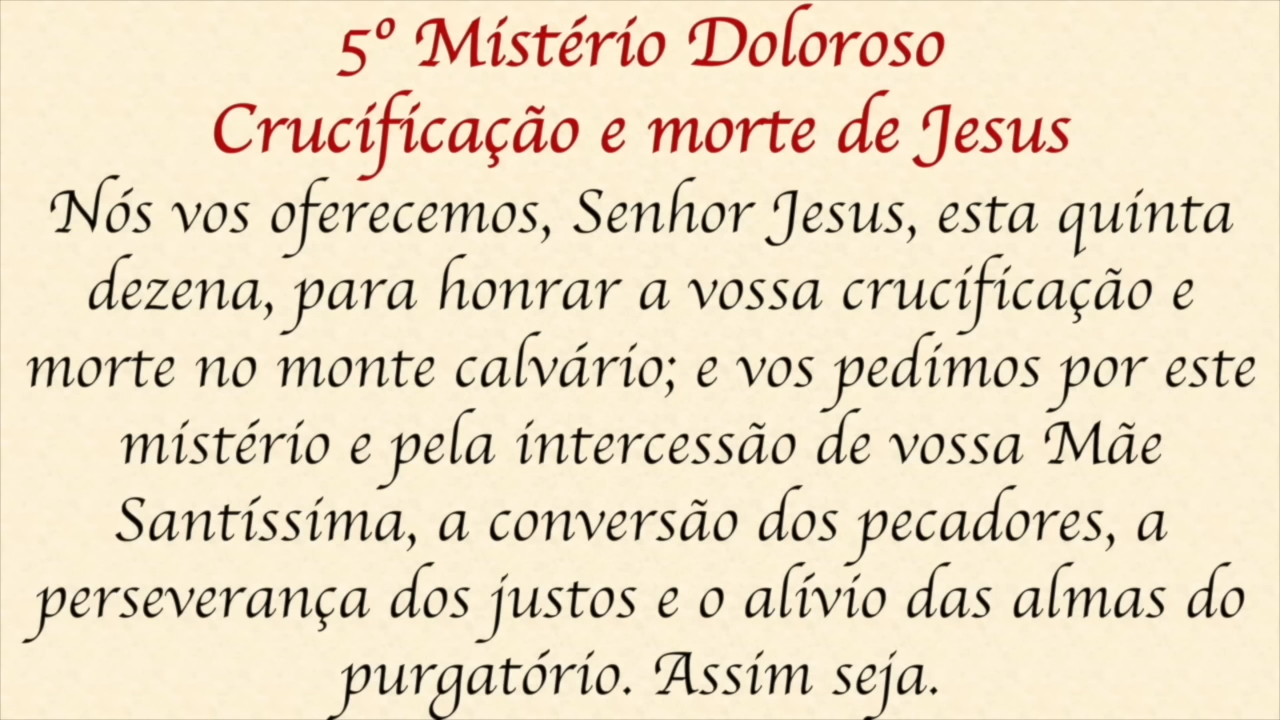 5º Mistério Doloroso
Crucificação e morte de Jesus
Nós vos oferecemos, Senhor Jesus, esta quinta
dezena, para honrar a vossa crucificação e
morte no monte calvário; e vos pedimos por este
mistério e pela intercessão de vossa Mãe
Santíssima, a conversão dos pecadores, a
perseverança dos justos e o alívio das almas do
purgatório. Assim seja.